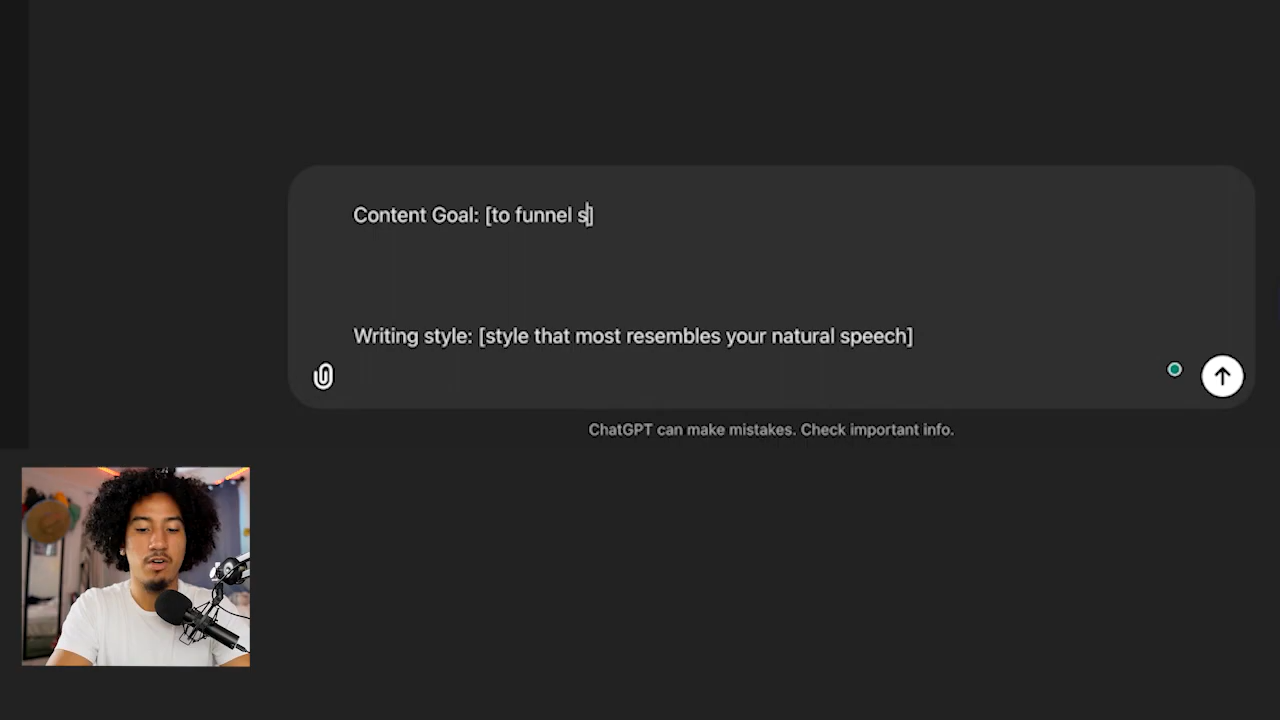 Content Goal: [to funnel s]
Writing style: [style that most resembles your natural speech]
ChatGPT can make mistakes. Check important info.